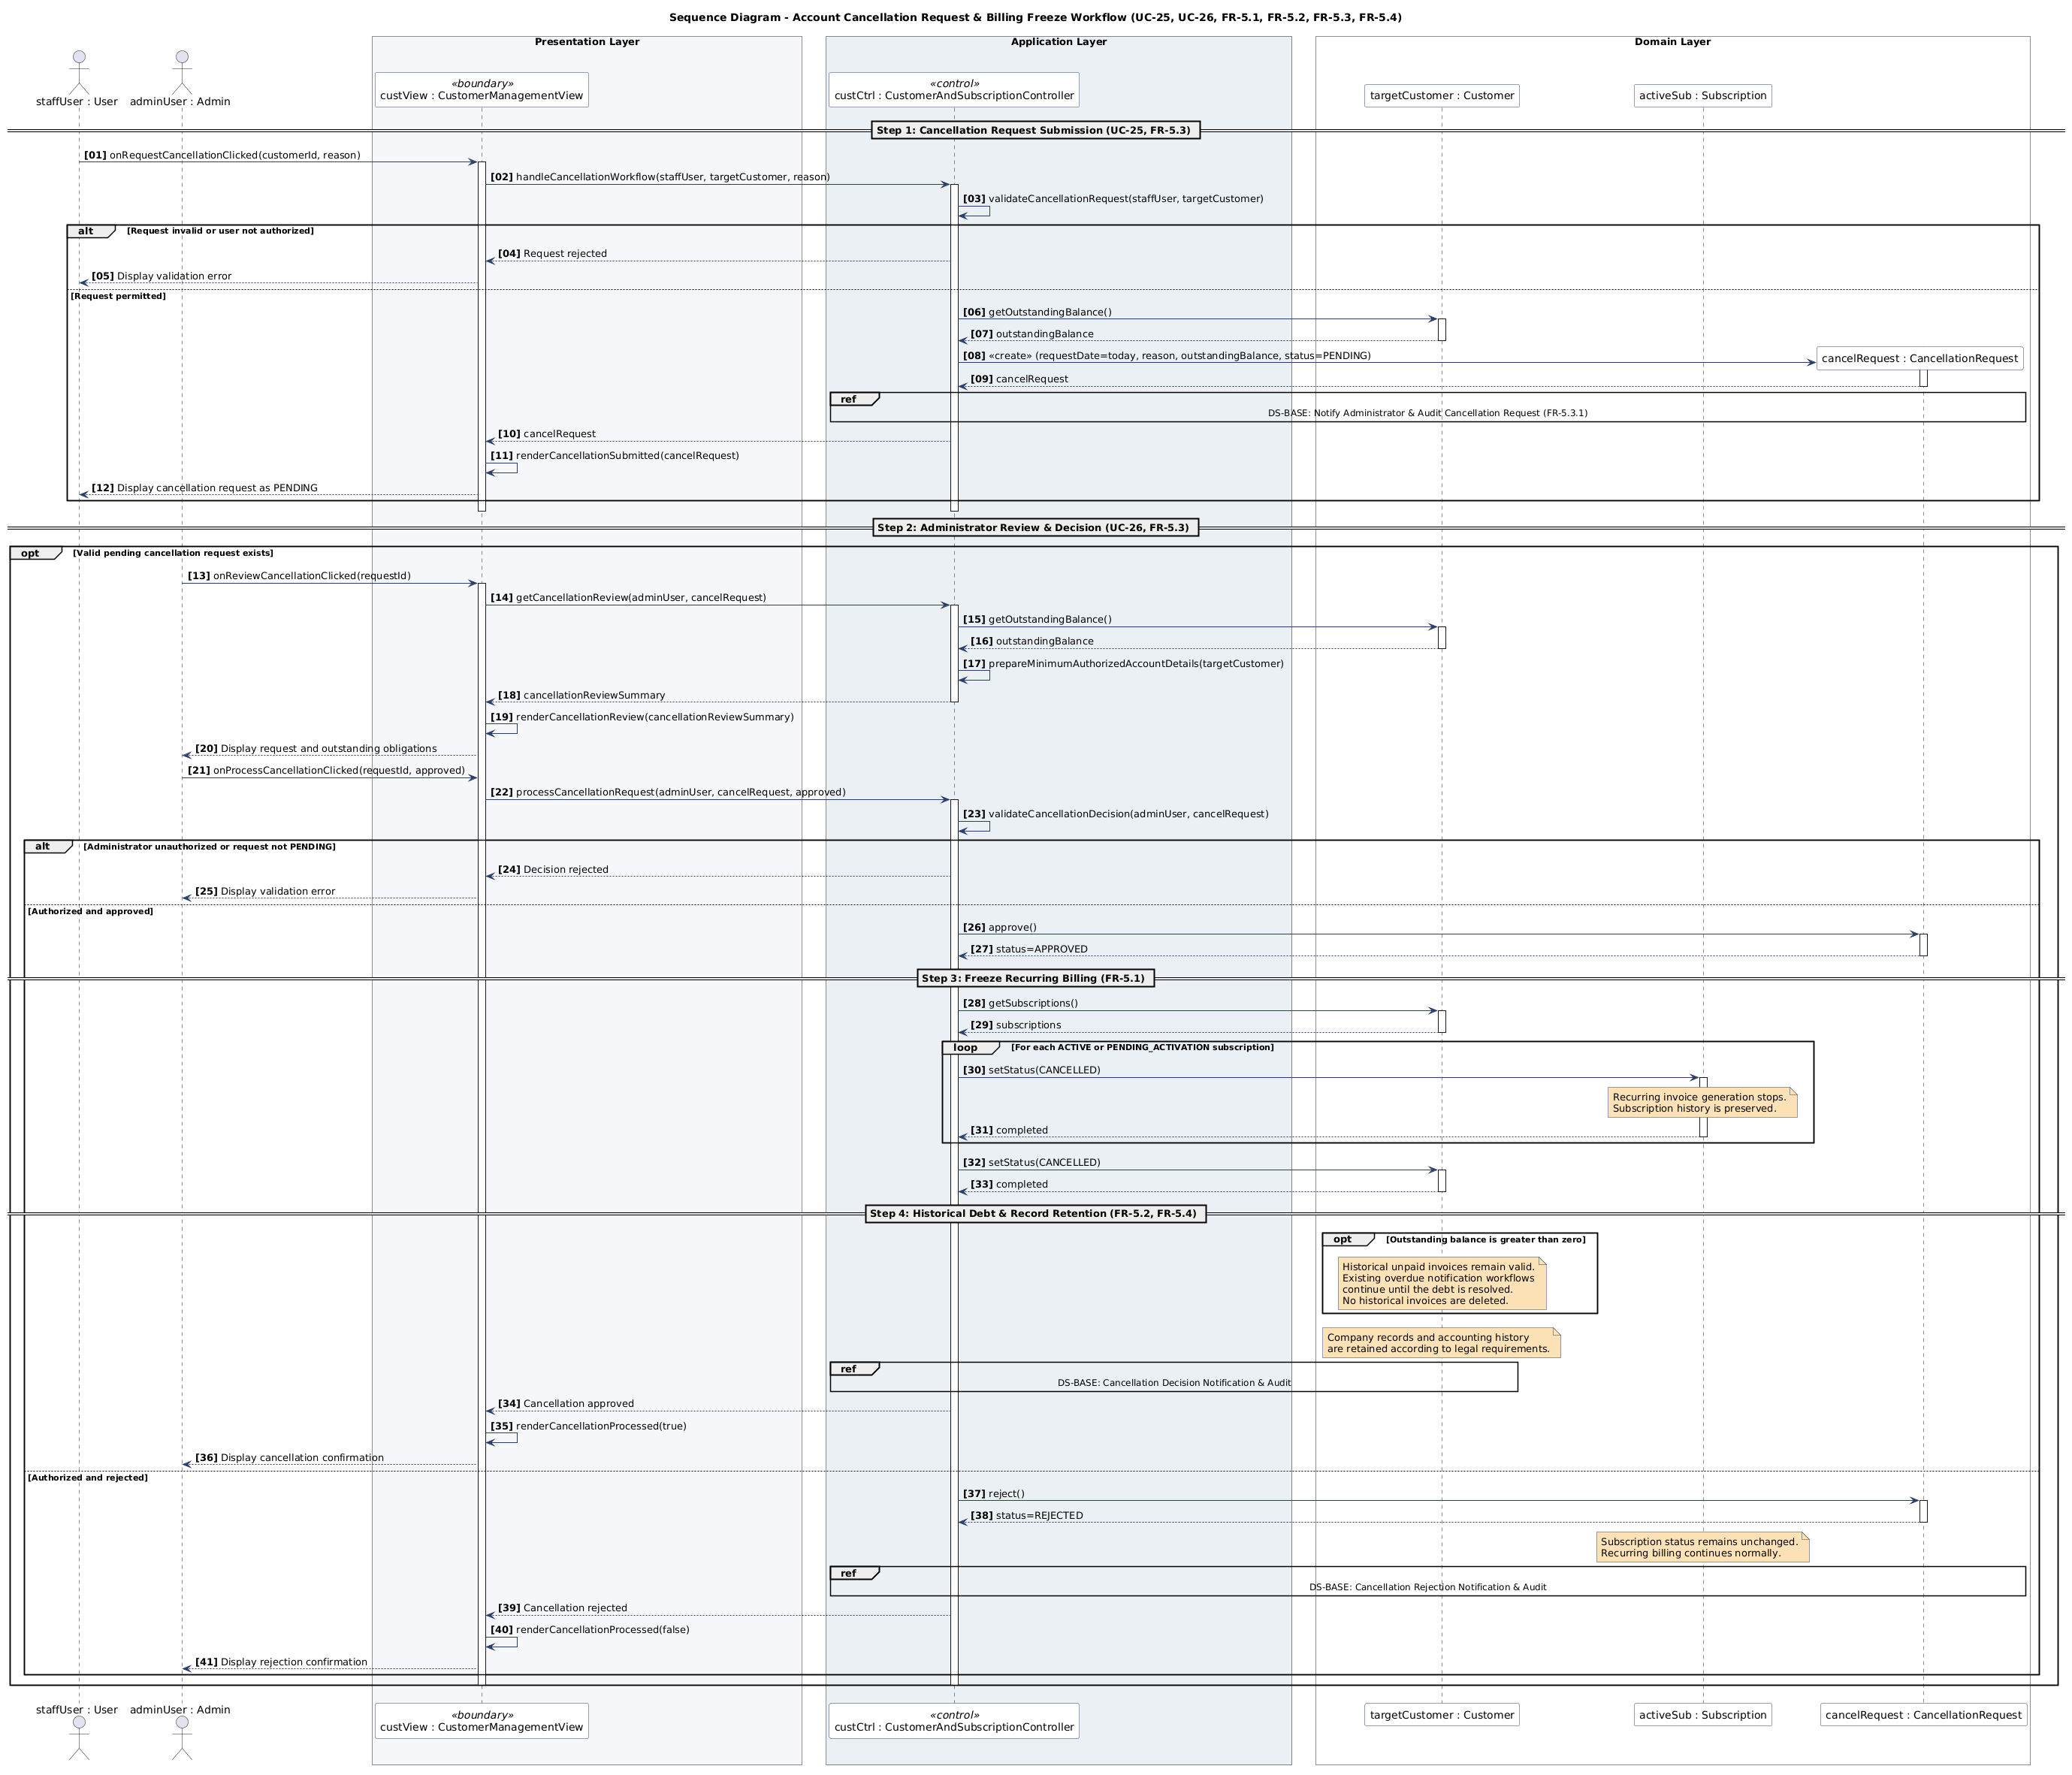 Sequence Diagram - Account Cancellation Request & Billing Freeze Workflow (UC-25, UC-26, FR-5.1, FR-5.2, FR-5.3, FR-5.4)
Presentation Layer
Application Layer
Domain Layer
staffUser : User
adminUser : Admin
«boundary»
custView : CustomerManagementView
«control»
custCtrl : CustomerAndSubscriptionController
targetCustomer : Customer
activeSub : Subscription
Step 1: Cancellation Request Submission (UC-25, FR-5.3)
[01] onRequestCancellationClicked(customerId, reason)
[02] handleCancellationWorkflow(staffUser, targetCustomer, reason)
[03] validateCancellationRequest(staffUser, targetCustomer)
alt [Request invalid or user not authorized]
[04] Request rejected
[05] Display validation error
[Request permitted]
[06] getOutstandingBalance()
[07] outstandingBalance
[08] «create» (requestDate=today, reason, outstandingBalance, status=PENDING)
cancelRequest : CancellationRequest
[09] cancelRequest
ref
DS-BASE: Notify Administrator & Audit Cancellation Request (FR-5.3.1)
[10] cancelRequest
[11] renderCancellationSubmitted(cancelRequest)
[12] Display cancellation request as PENDING
Step 2: Administrator Review & Decision (UC-26, FR-5.3)
opt [Valid pending cancellation request exists]
[13] onReviewCancellationClicked(requestId)
[14] getCancellationReview(adminUser, cancelRequest)
[15] getOutstandingBalance()
[16] outstandingBalance
[17] prepareMinimumAuthorizedAccountDetails(targetCustomer)
[18] cancellationReviewSummary
[19] renderCancellationReview(cancellationReviewSummary)
[20] Display request and outstanding obligations
[21] onProcessCancellationClicked(requestId, approved)
[22] processCancellationRequest(adminUser, cancelRequest, approved)
[23] validateCancellationDecision(adminUser, cancelRequest)
alt [Administrator unauthorized or request not PENDING]
[24] Decision rejected
[25] Display validation error
[Authorized and approved]
[26] approve()
[27] status=APPROVED
Step 3: Freeze Recurring Billing (FR-5.1)
[28] getSubscriptions()
[29] subscriptions
loop [For each ACTIVE or PENDING_ACTIVATION subscription]
[30] setStatus(CANCELLED)
Recurring invoice generation stops.
Subscription history is preserved.
[31] completed
[32] setStatus(CANCELLED)
[33] completed
Step 4: Historical Debt & Record Retention (FR-5.2, FR-5.4)
opt [Outstanding balance is greater than zero]
Historical unpaid invoices remain valid.
Existing overdue notification workflows
continue until the debt is resolved.
No historical invoices are deleted.
Company records and accounting history
are retained according to legal requirements.
ref
DS-BASE: Cancellation Decision Notification & Audit
[34] Cancellation approved
[35] renderCancellationProcessed(true)
[36] Display cancellation confirmation
[Authorized and rejected]
[37] reject()
[38] status=REJECTED
Subscription status remains unchanged.
Recurring billing continues normally.
ref
DS-BASE: Cancellation Rejection Notification & Audit
[39] Cancellation rejected
[40] renderCancellationProcessed(false)
[41] Display rejection confirmation
staffUser : User
adminUser : Admin
«boundary»
custView : CustomerManagementView
«control»
custCtrl : CustomerAndSubscriptionController
targetCustomer : Customer
activeSub : Subscription
cancelRequest : CancellationRequest